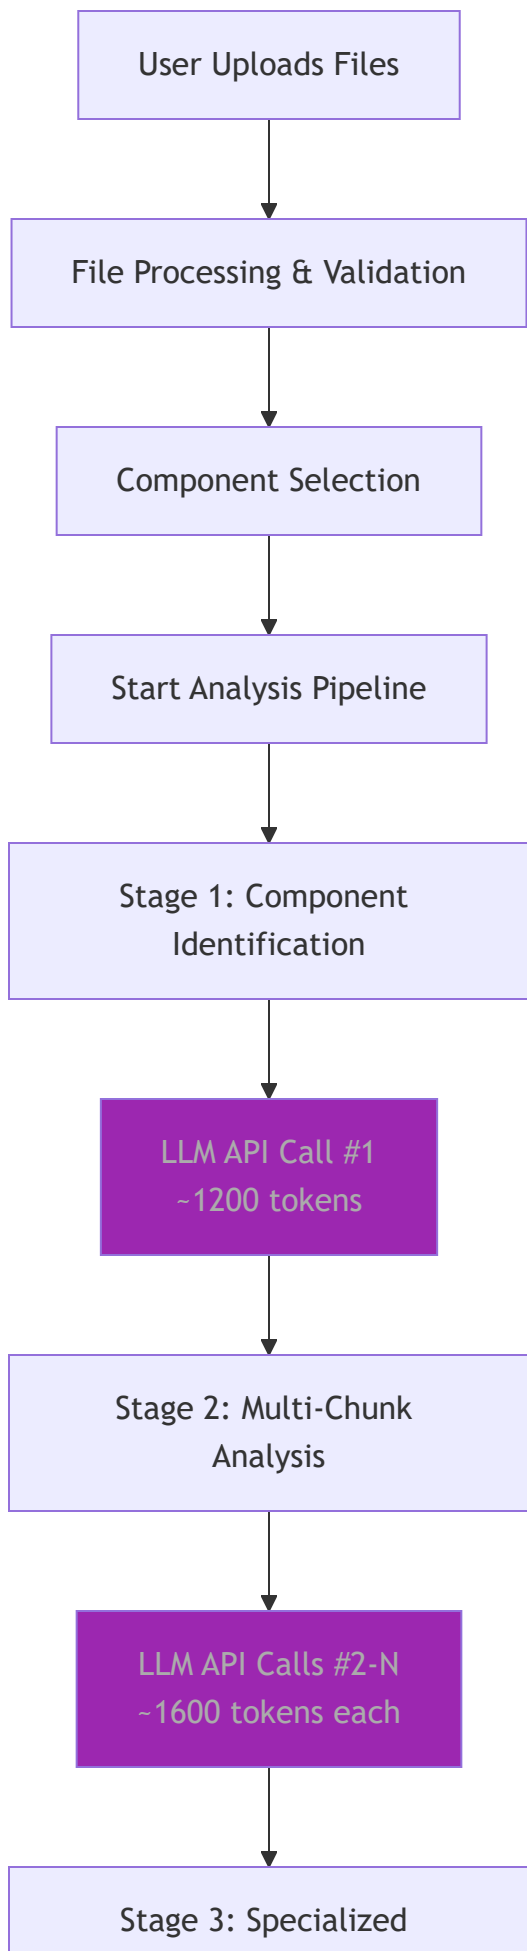 User Uploads Files
File Processing & Validation
Component Selection
Start Analysis Pipeline
Stage 1: Component
Identification
LLM API Call #1
~1200 tokens
Stage 2: Multi-Chunk
Analysis
LLM API Calls #2-N
~1600 tokens each
Stage 3: Specialized